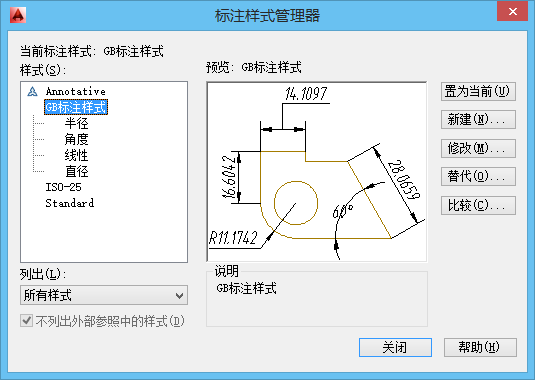 标注样式管理器
当前标注样式: GB标注样式
样式(S):
Annotative
GB标注样式
半径
角度
线性
直径
ISO-25
Standard
预览: GB标注样式
14.1097
16.6042
28.0659
60°
R11.1742
置为当前(U)
新建(N)...
修改(M)...
替代(O)...
比较(C)...
列出(L):
所有样式
不列出外部参照中的样式(D)
说明
GB标注样式
关闭
帮助(H)